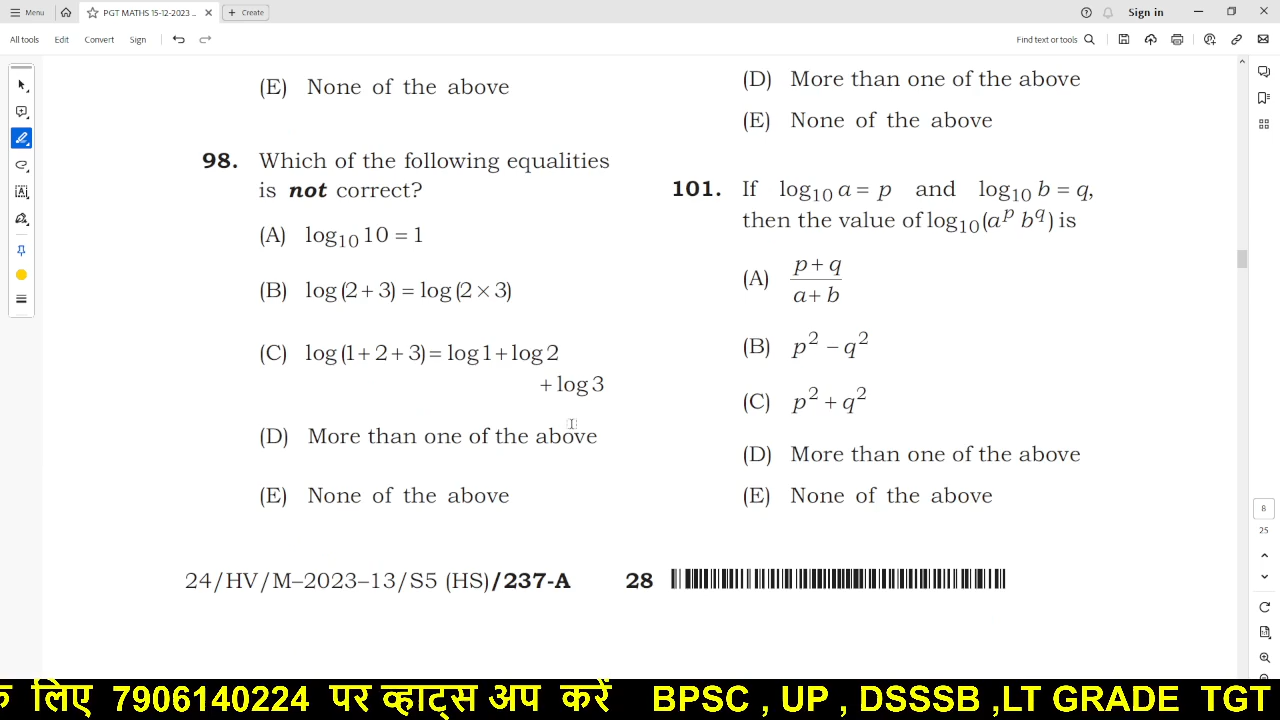 Menu
PGT MATHS 15-12-2023 ...
Create
Sign in
All tools
Edit
Convert
Sign
Find text or tools
(E) None of the above
98. Which of the following equalities
is not correct?
(A) log₁₀ 10 = 1
(B) log (2 + 3) = log (2 × 3)
(C) log (1 + 2 + 3) = log 1 + log 2
+ log 3
(D) More than one of the above
(E) None of the above
(D) More than one of the above
(E) None of the above
101. If log₁₀ a = p and log₁₀ b = q,
then the value of log₁₀ (aᵖ b^q) is
(A) p + q
a + b
(B) p² − q²
(C) p² + q²
(D) More than one of the above
(E) None of the above
24/HV/M–2023–13/S5 (HS)/237-A 28
8
25
लिए 7906140224 पर व्हाट्स अप करें BPSC , UP , DSSSB ,LT GRADE TGT